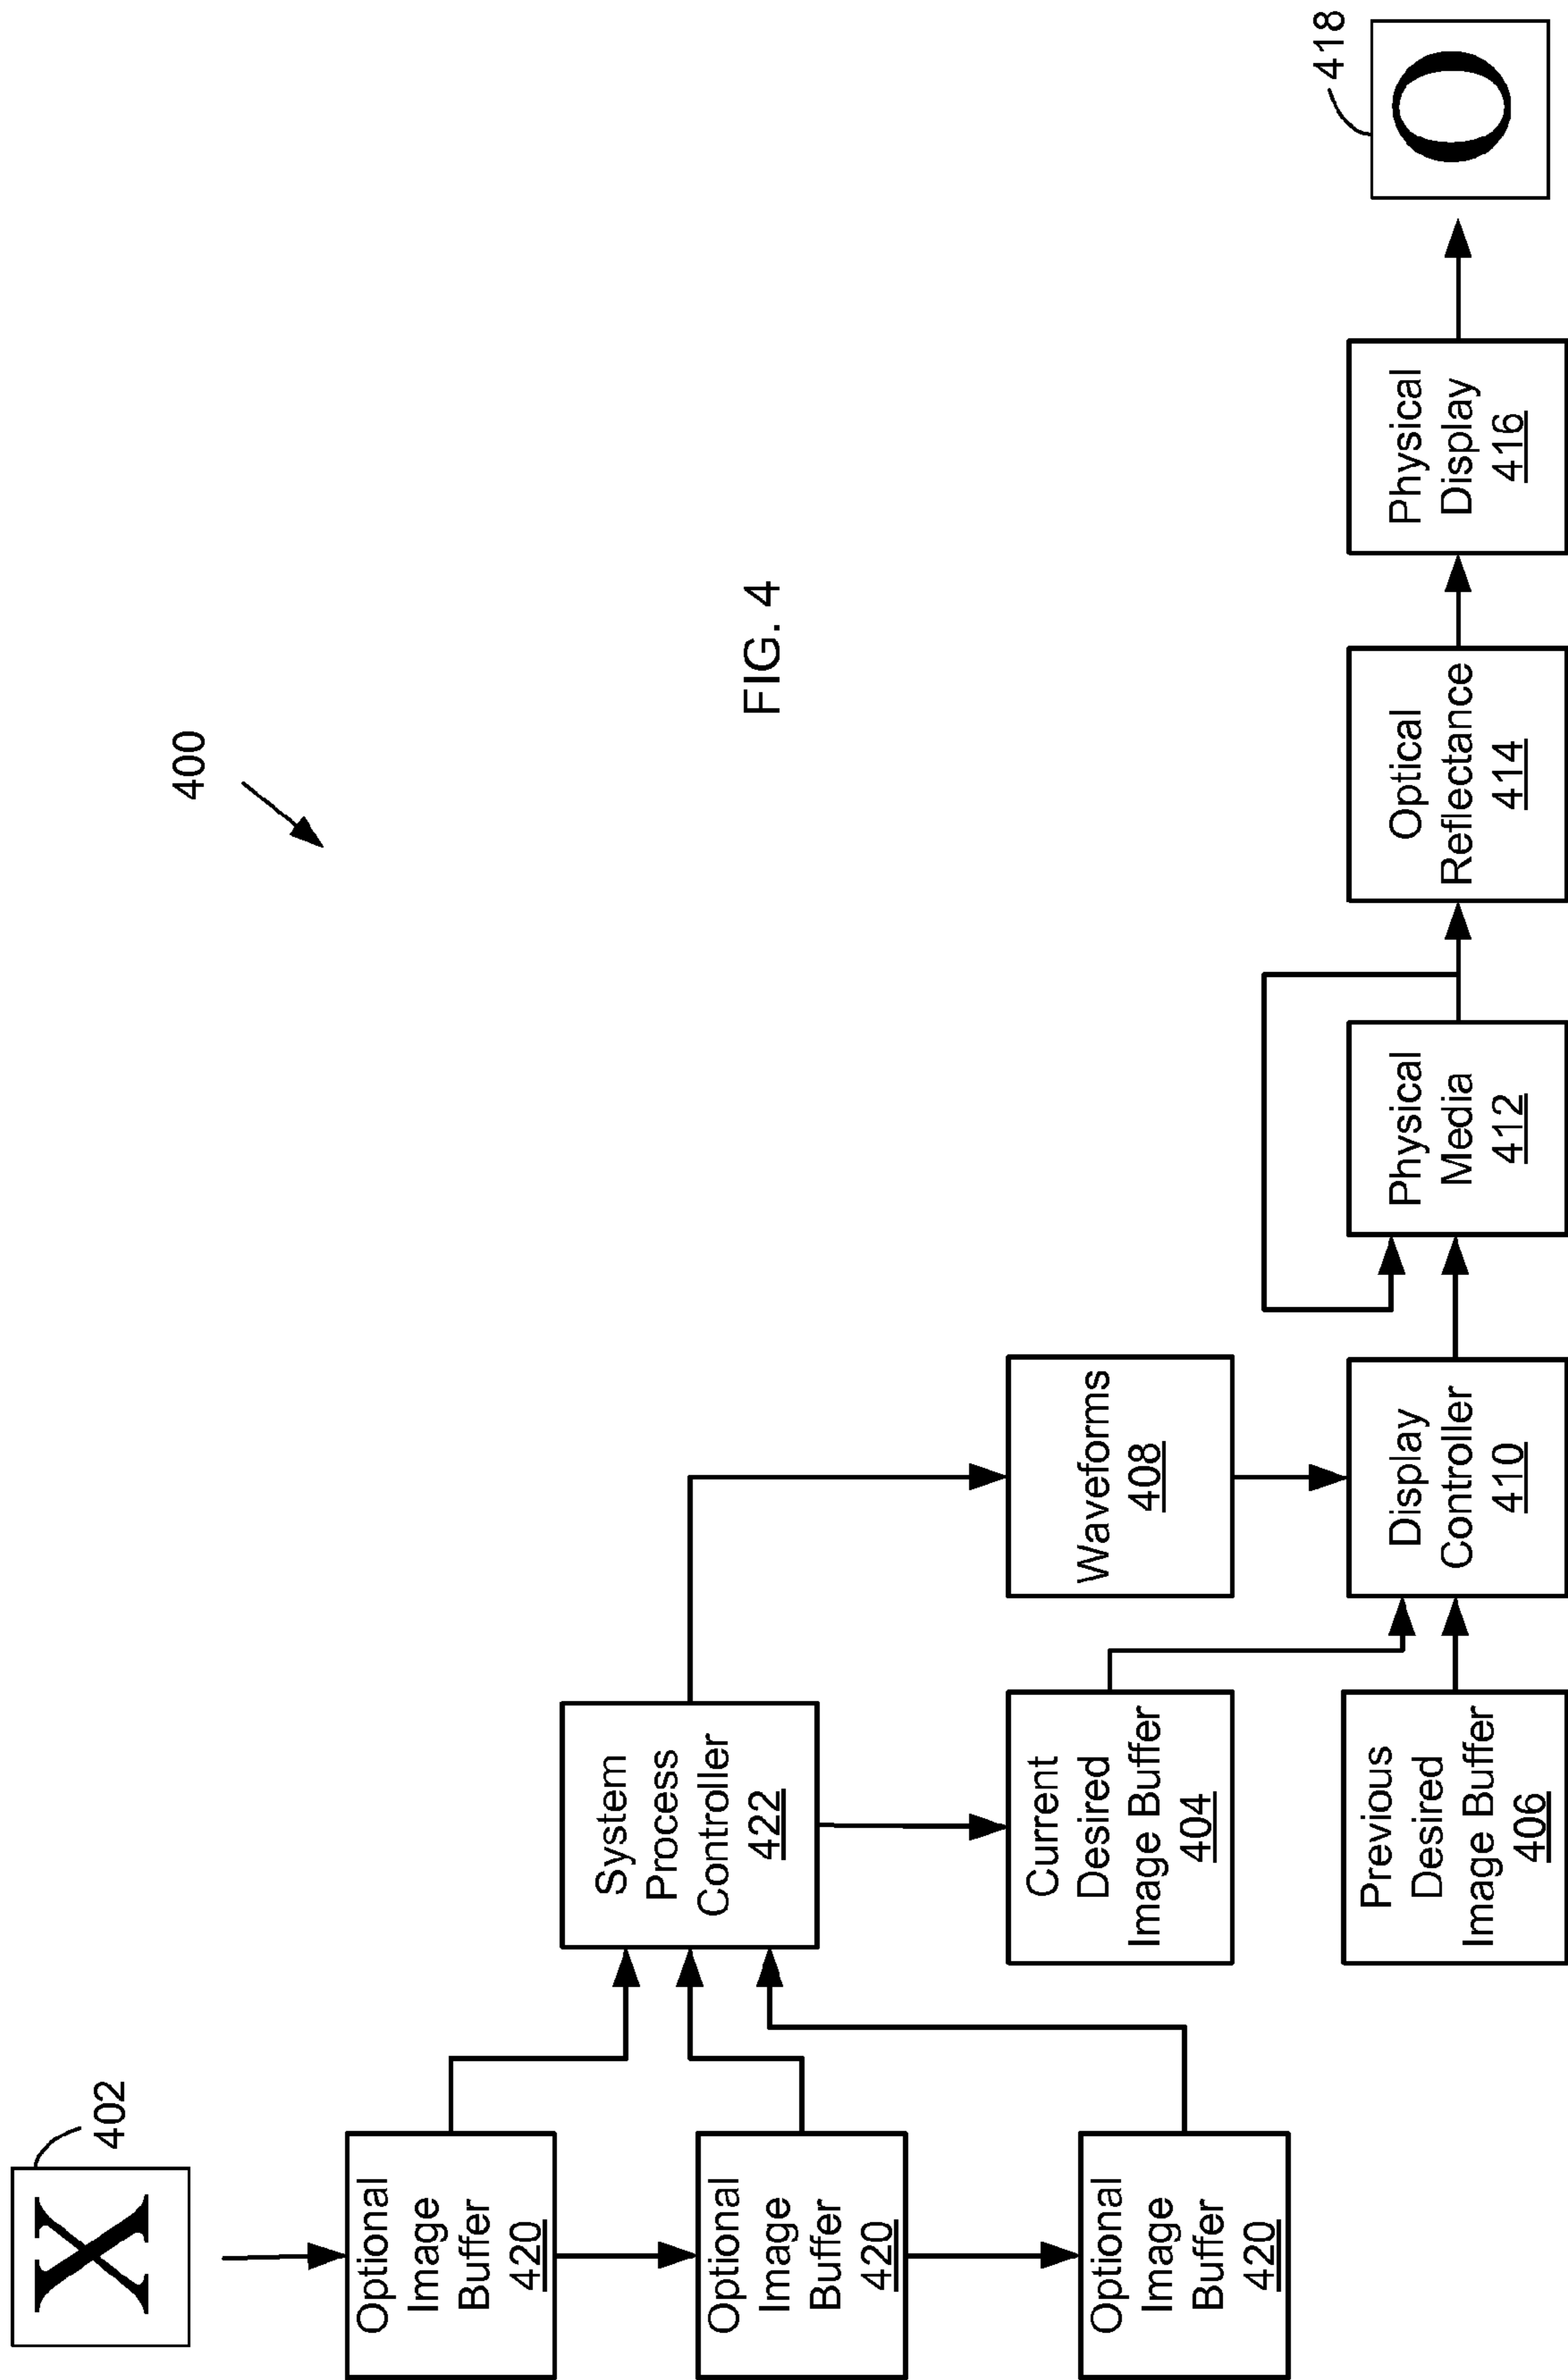 X
402
400
Optional
Image
Buffer
420
Optional
Image
Buffer
420
Optional
Image
Buffer
420
System
Process
Controller
422
Current
Desired
Image Buffer
404
Previous
Desired
Image Buffer
406
Waveforms
408
Display
Controller
410
Physical
Media
412
Optical
Reflectance
414
Physical
Display
416
O
418
FIG. 4